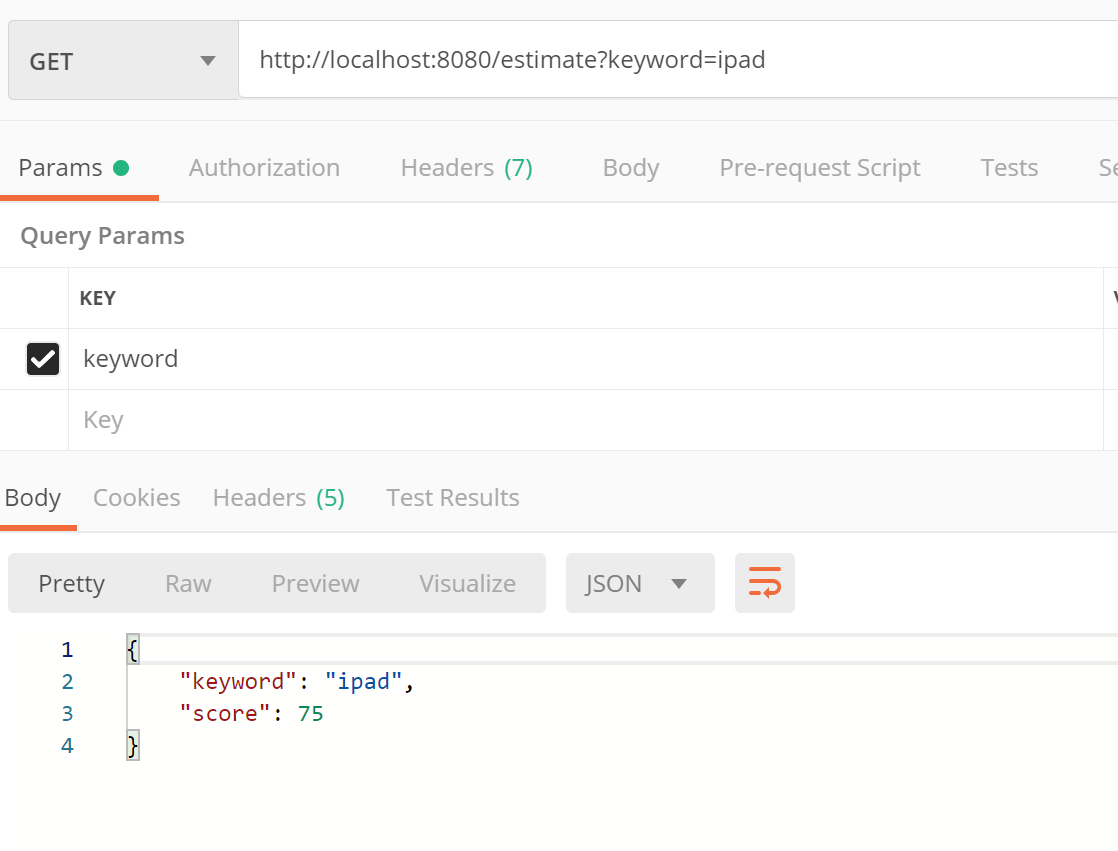 GET http://localhost:8080/estimate?keyword=ipad
Params Authorization Headers (7) Body Pre-request Script Tests Se
Query Params
KEY
keyword
Key
Body Cookies Headers (5) Test Results
Pretty Raw Preview Visualize JSON
1 {
2 "keyword": "ipad",
3 "score": 75
4 }